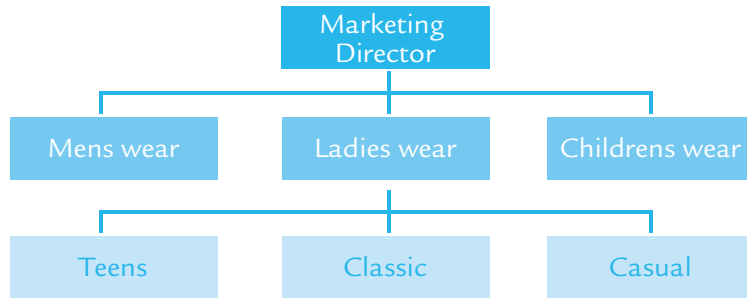 Marketing
Director
Mens wear
Ladies wear
Childrens wear
Teens
Classic
Casual